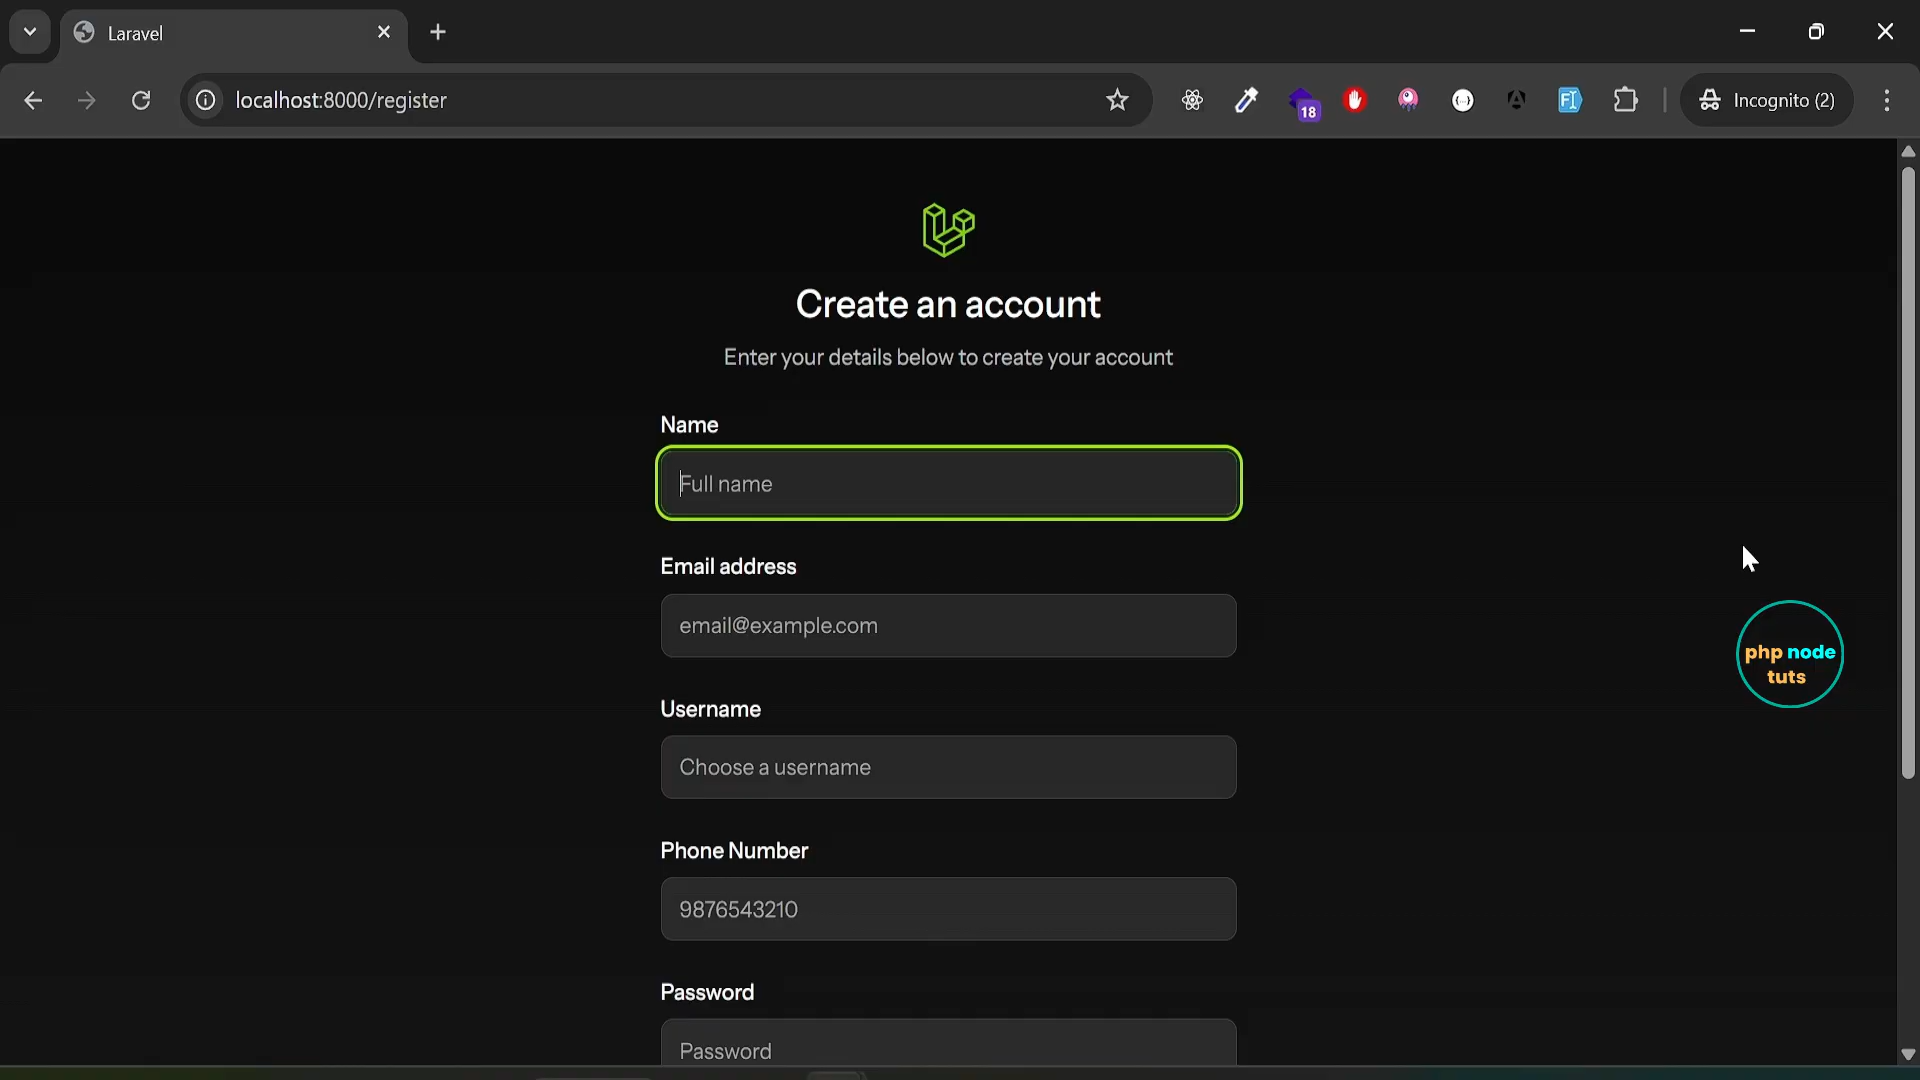 Laravel
localhost:8000/register
18
Incognito (2)
Create an account
Enter your details below to create your account
Name
Full name
Email address
email@example.com
Username
Choose a username
Phone Number
9876543210
Password
Password
php node
tuts